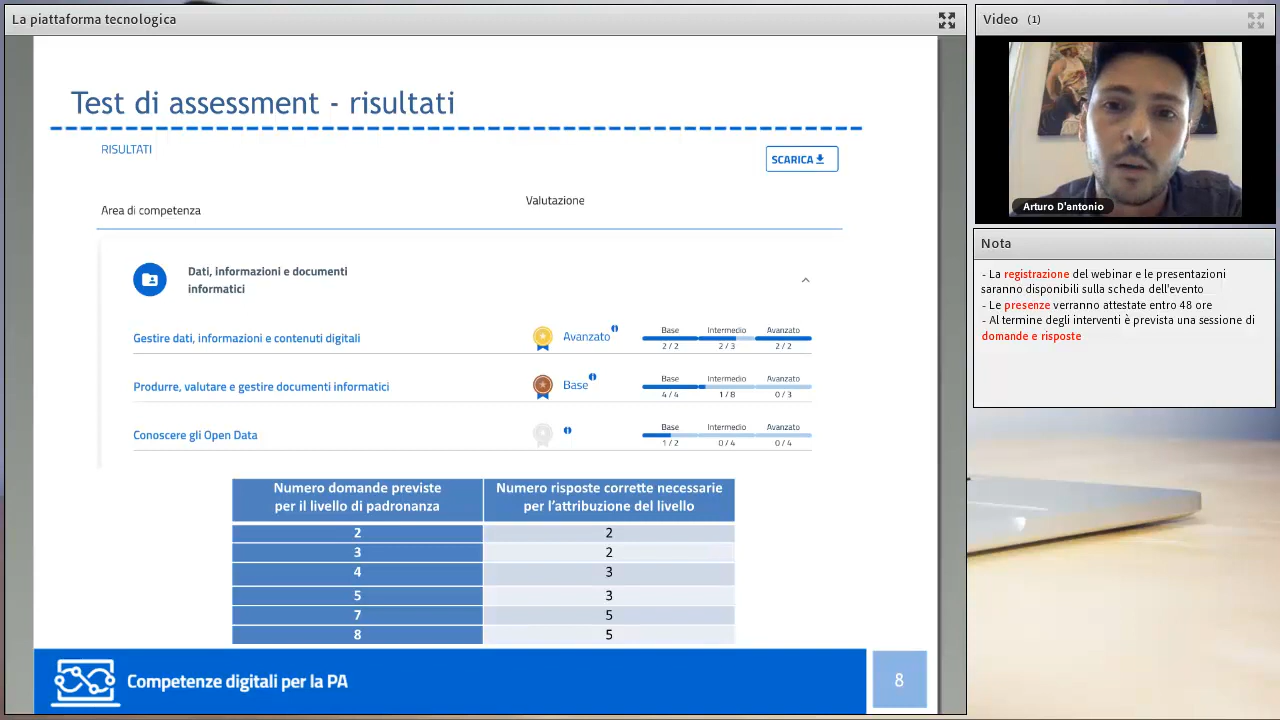 La piattaforma tecnologica
Test di assessment - risultati
RISULTATI
SCARICA
Area di competenza
Valutazione
Dati, informazioni e documenti
informatici
Gestire dati, informazioni e contenuti digitali
Avanzato
Base Intermedio Avanzato
2 / 2 2 / 3 2 / 2
Produrre, valutare e gestire documenti informatici
Base
Base Intermedio Avanzato
4 / 4 1 / 8 0 / 3
Conoscere gli Open Data
Base Intermedio Avanzato
1 / 2 0 / 4 0 / 4
Numero domande previste
per il livello di padronanza
Numero risposte corrette necessarie
per l'attribuzione del livello
2 2
3 2
4 3
5 3
7 5
8 5
Competenze digitali per la PA
8
Video (1)
Arturo D'antonio
Nota
- La registrazione del webinar e le presentazioni
saranno disponibili sulla scheda dell'evento
- Le presenze verranno attestate entro 48 ore
- Al termine degli interventi è prevista una sessione di
domande e risposte